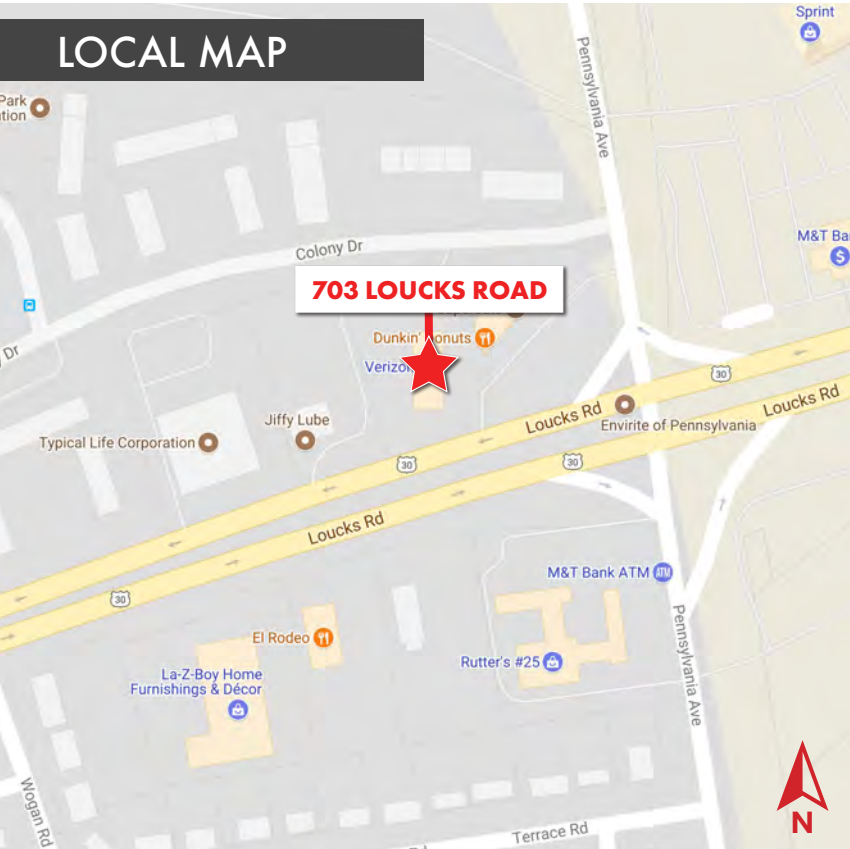 LOCAL MAP
Sprint
Park
Pennsylvania Ave
M&T Ba
Colony Dr
703 LOUCKS ROAD
Dunkin' onuts
Verizo
Dr
30
Loucks Rd
Loucks Rd
Envirite of Pennsylvania
Jiffy Lube
Typical Life Corporation
30
30
Loucks Rd
M&T Bank ATM
ATM
30
Pennsylvania Ave
El Rodeo
Rutter's #25
La-Z-Boy Home
Furnishings & Décor
Wogan Rd
Terrace Rd
N